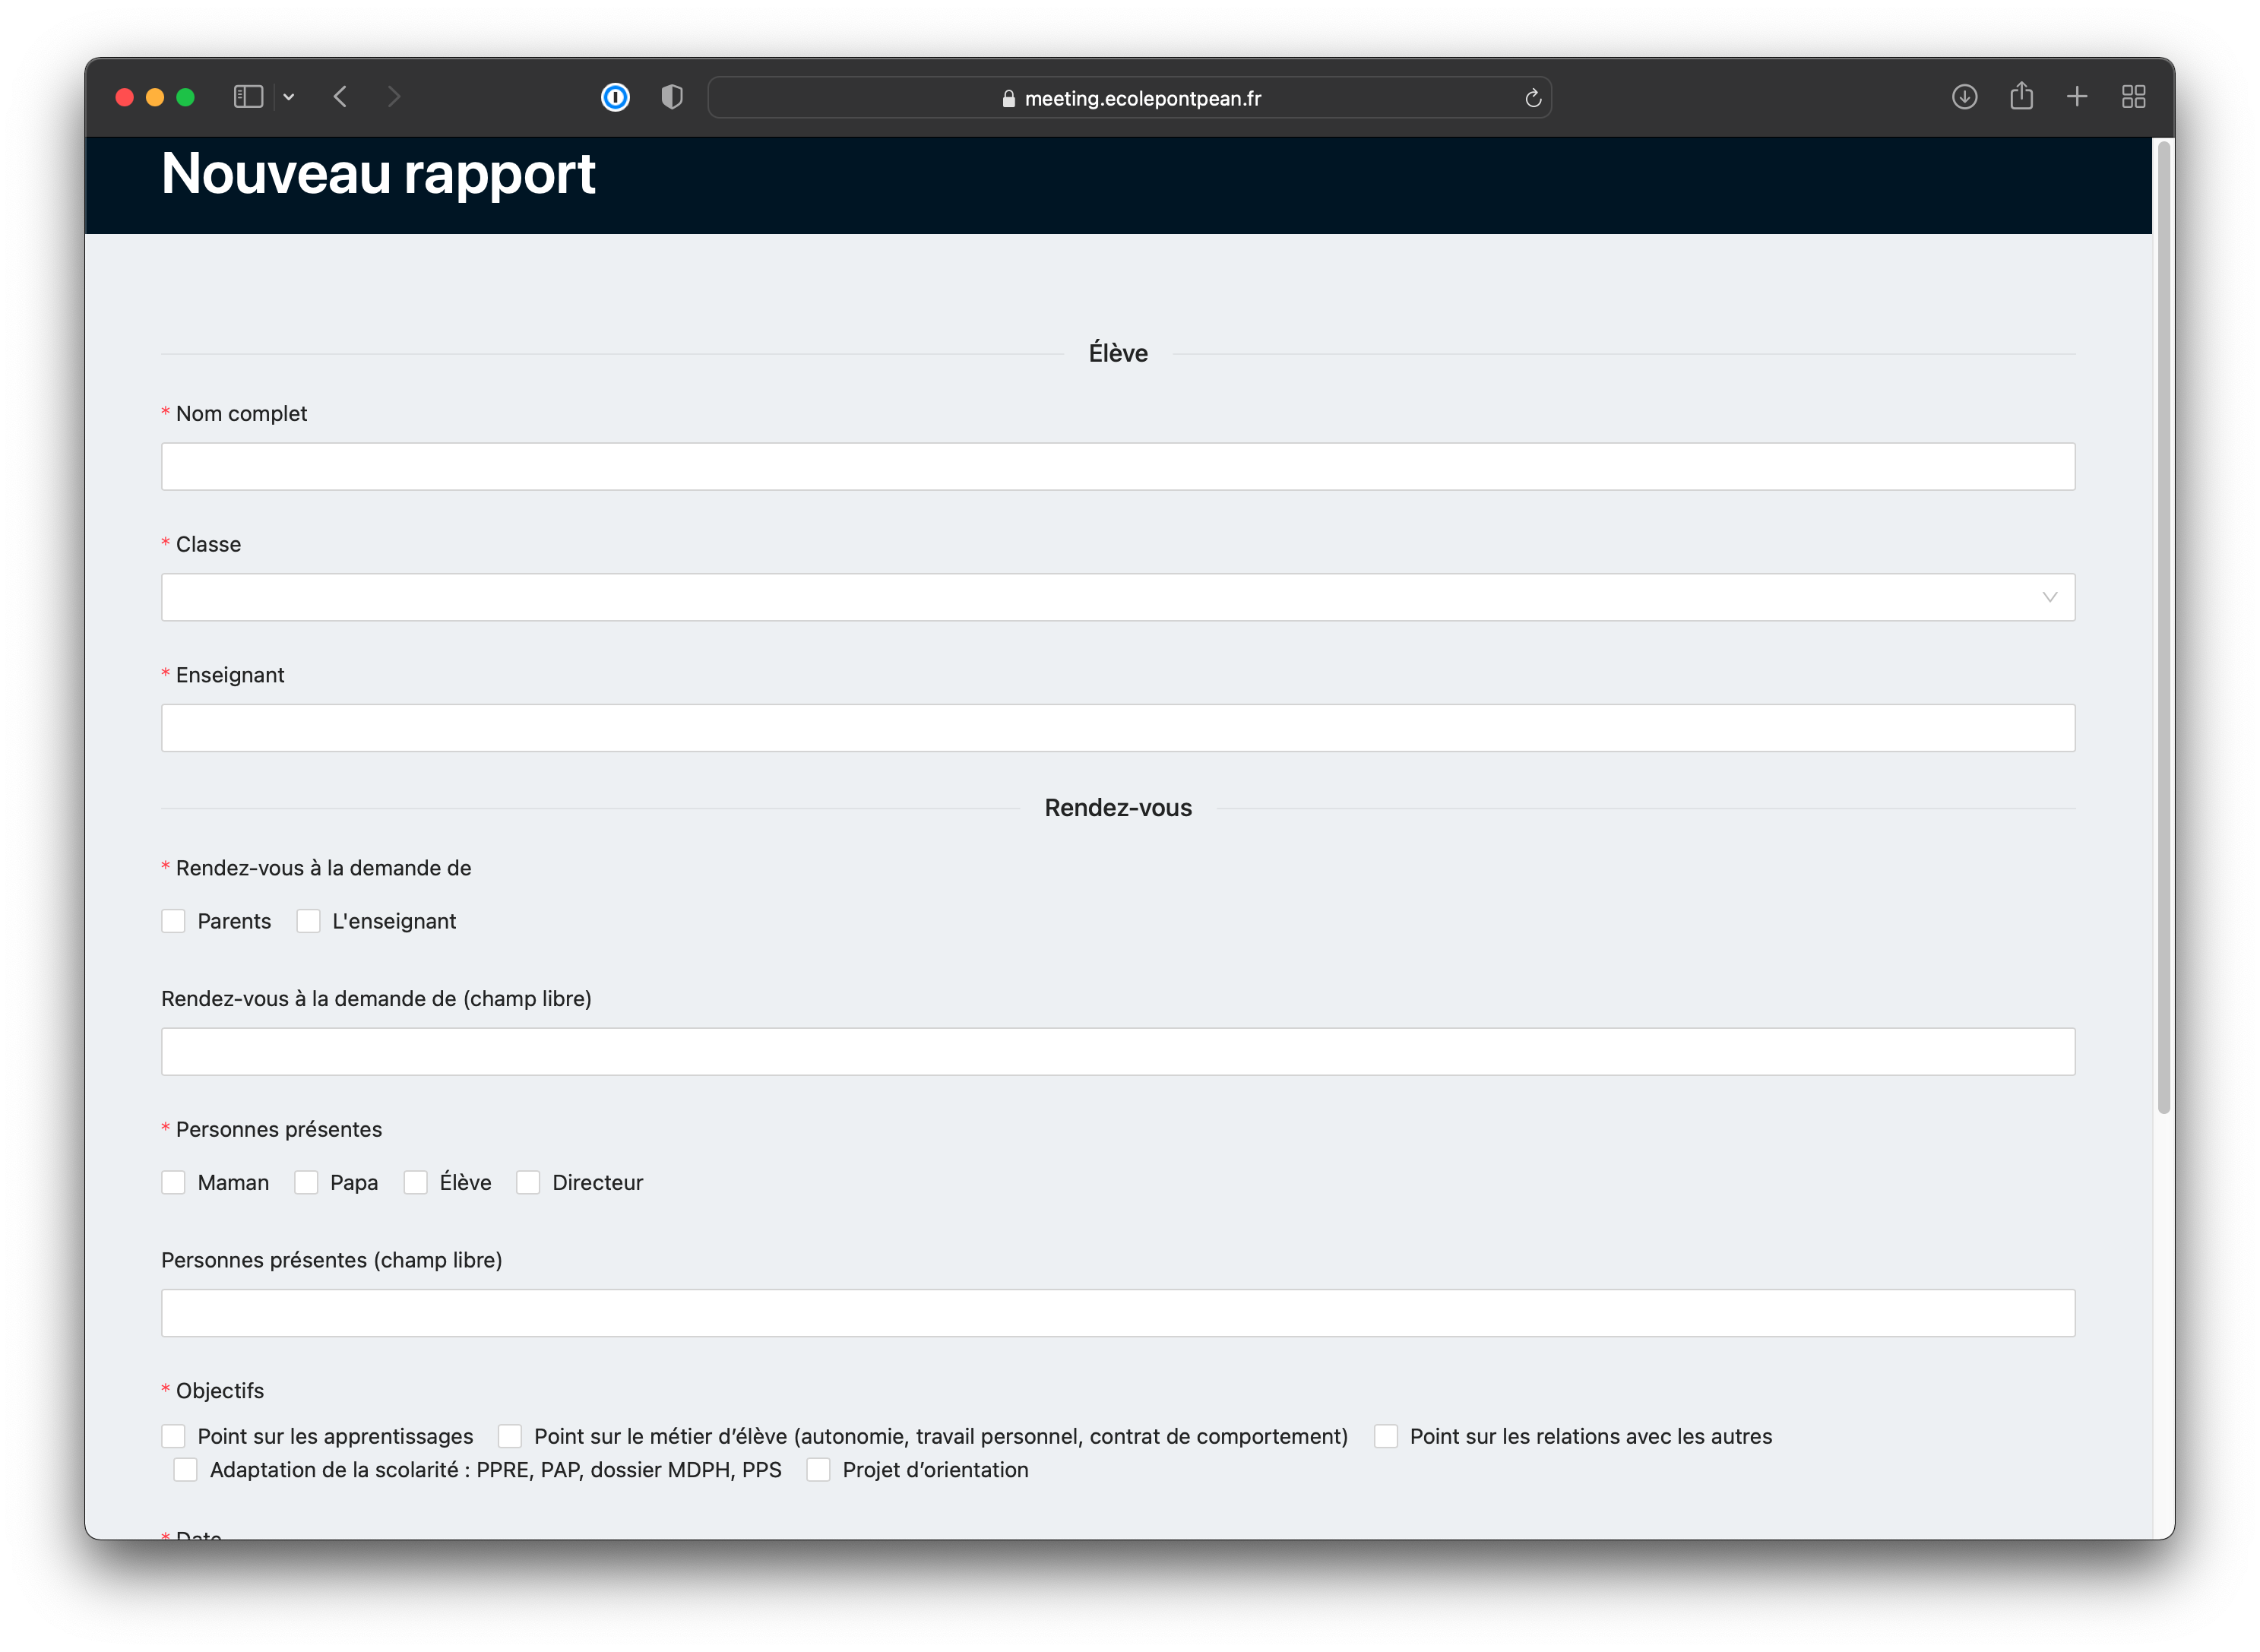 meeting.ecolepontpean.fr
Nouveau rapport
Élève
* Nom complet
* Classe
* Enseignant
Rendez-vous
* Rendez-vous à la demande de
Parents L'enseignant
Rendez-vous à la demande de (champ libre)
* Personnes présentes
Maman Papa Élève Directeur
Personnes présentes (champ libre)
* Objectifs
Point sur les apprentissages Point sur le métier d’élève (autonomie, travail personnel, contrat de comportement) Point sur les relations avec les autres
Adaptation de la scolarité : PPRE, PAP, dossier MDPH, PPS Projet d’orientation
* Date